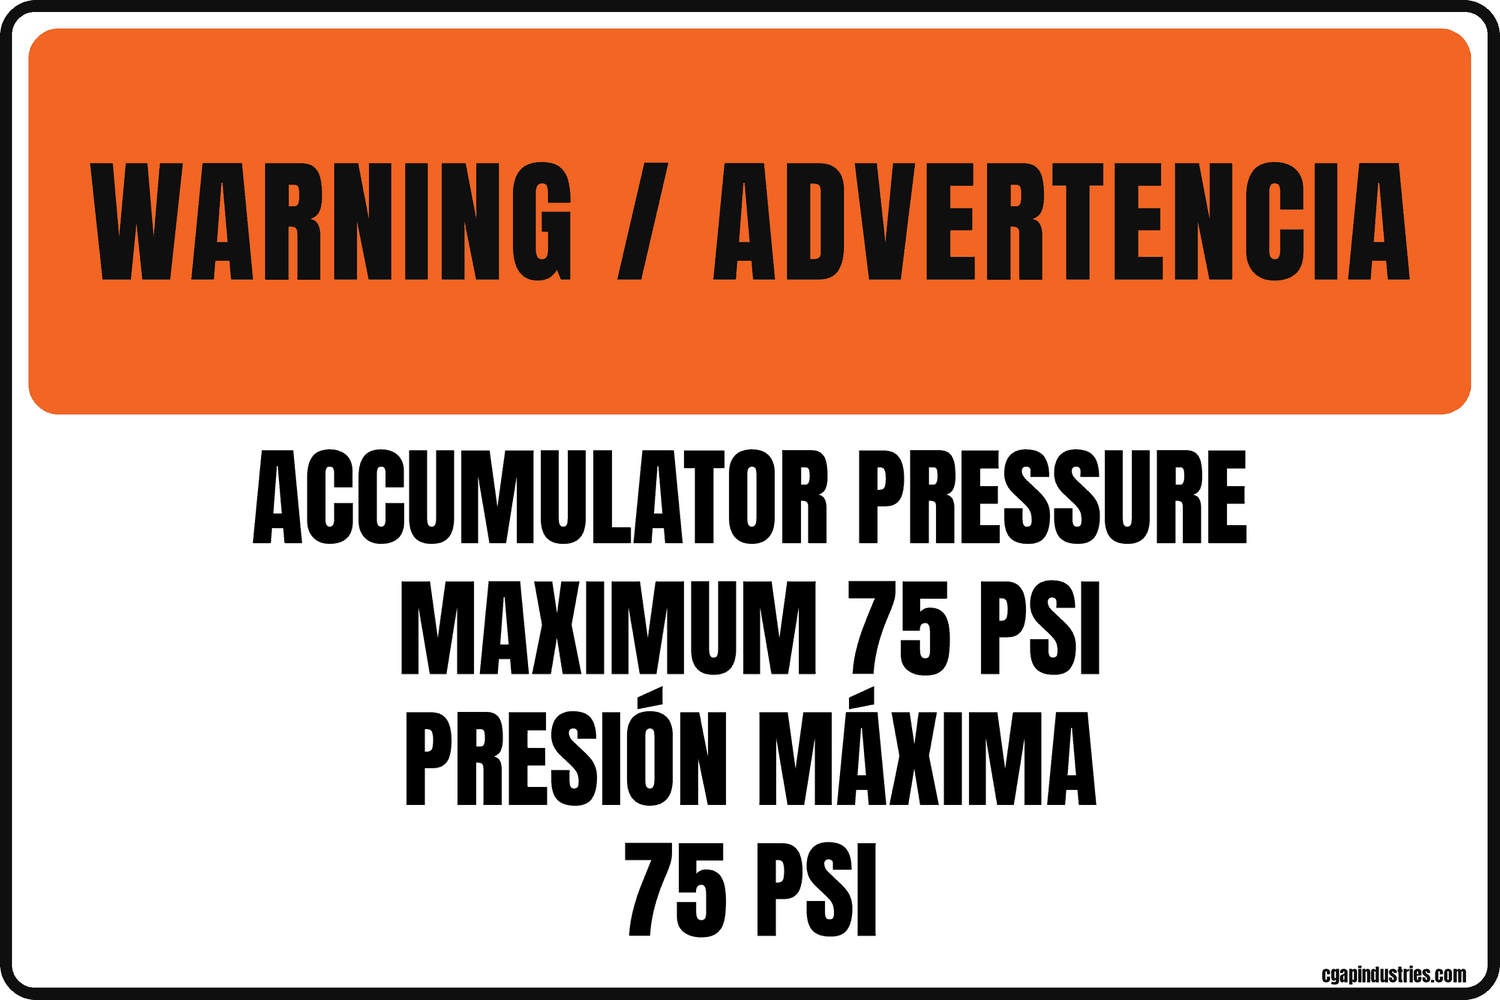 WARNING / ADVERTENCIA
ACCUMULATOR PRESSURE
MAXIMUM 75 PSI
PRESIÓN MÁXIMA
75 PSI
cgapindustries.com